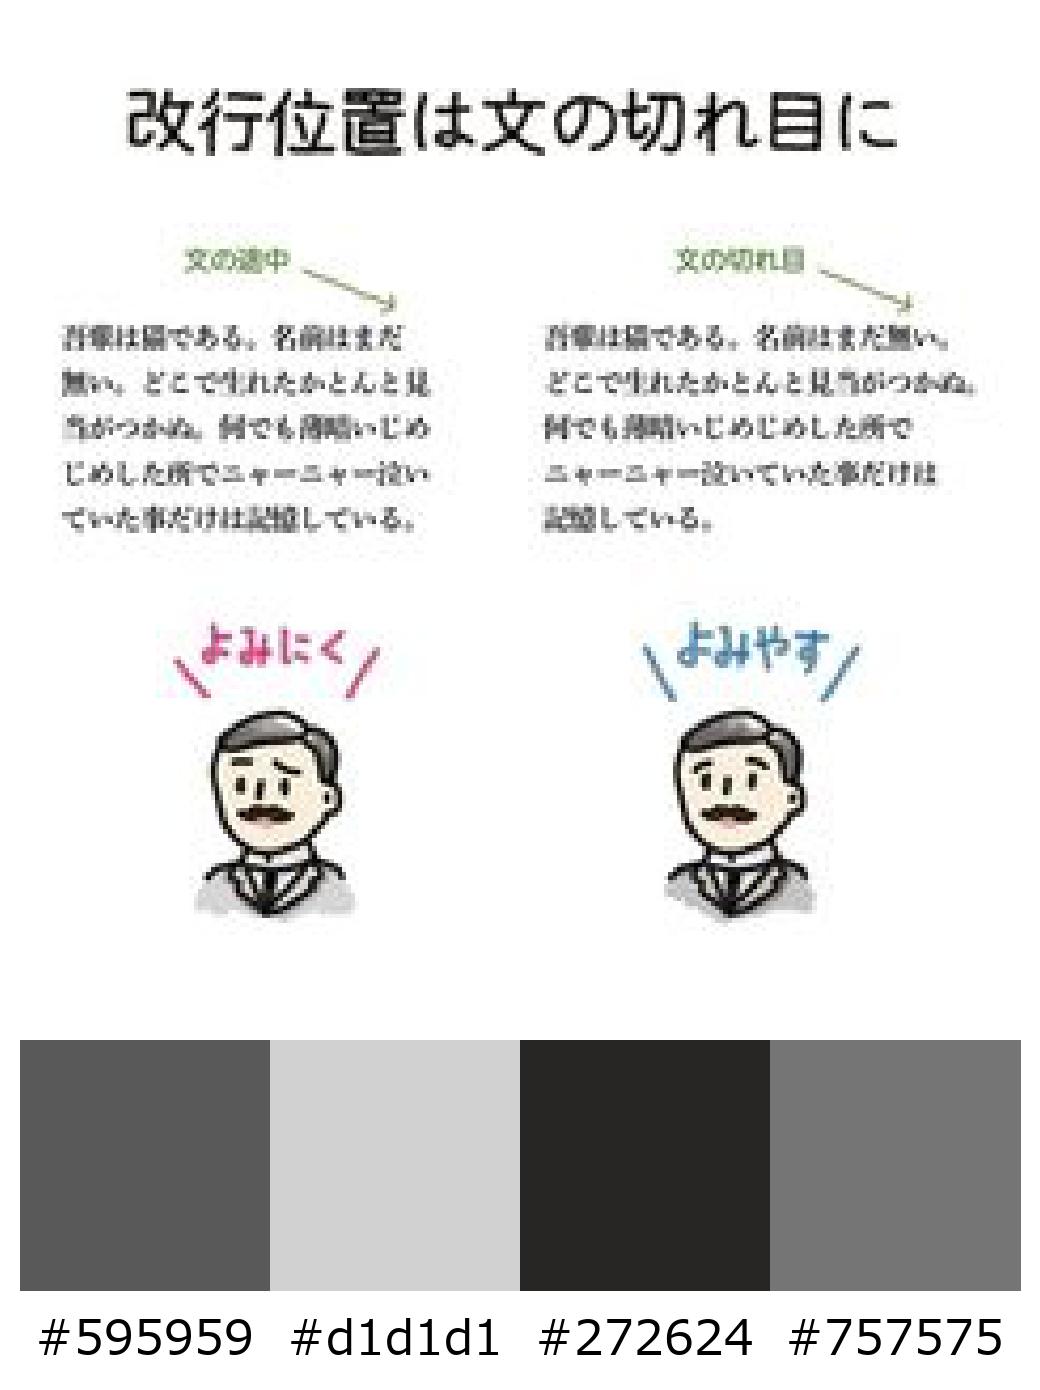 改行位置は文の切れ目に
文の途中
吾輩は猫である。名前はまだ
無い。どこで生れたかとんと見
当がつかぬ。何でも薄暗いじめ
じめした所でニャーニャー泣い
ていた事だけは記憶している。
よみにく
文の切れ目
吾輩は猫である。名前はまだ無い。
どこで生れたかとんと見当がつかぬ。
何でも薄暗いじめじめした所で
ニャーニャー泣いていた事だけは
記憶している。
よみやす
#595959
#d1d1d1
#272624
#757575